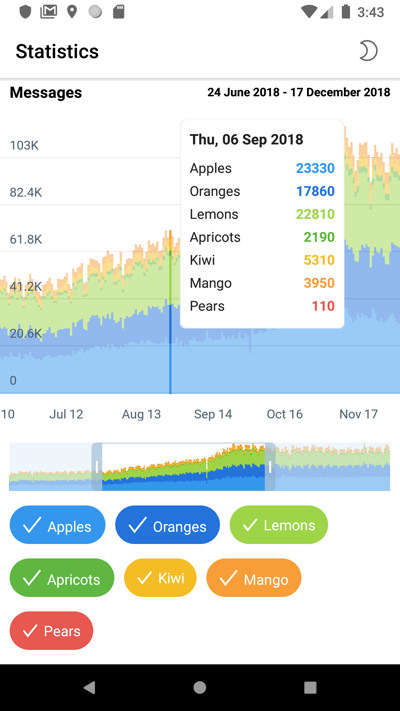 3:43
Statistics
Messages 24 June 2018 - 17 December 2018
103K
82.4K
61.8K
41.2K
20.6K
0
Thu, 06 Sep 2018
Apples 23330
Oranges 17860
Lemons 22810
Apricots 2190
Kiwi 5310
Mango 3950
Pears 110
10 Jul 12 Aug 13 Sep 14 Oct 16 Nov 17
Apples Oranges Lemons
Apricots Kiwi Mango
Pears